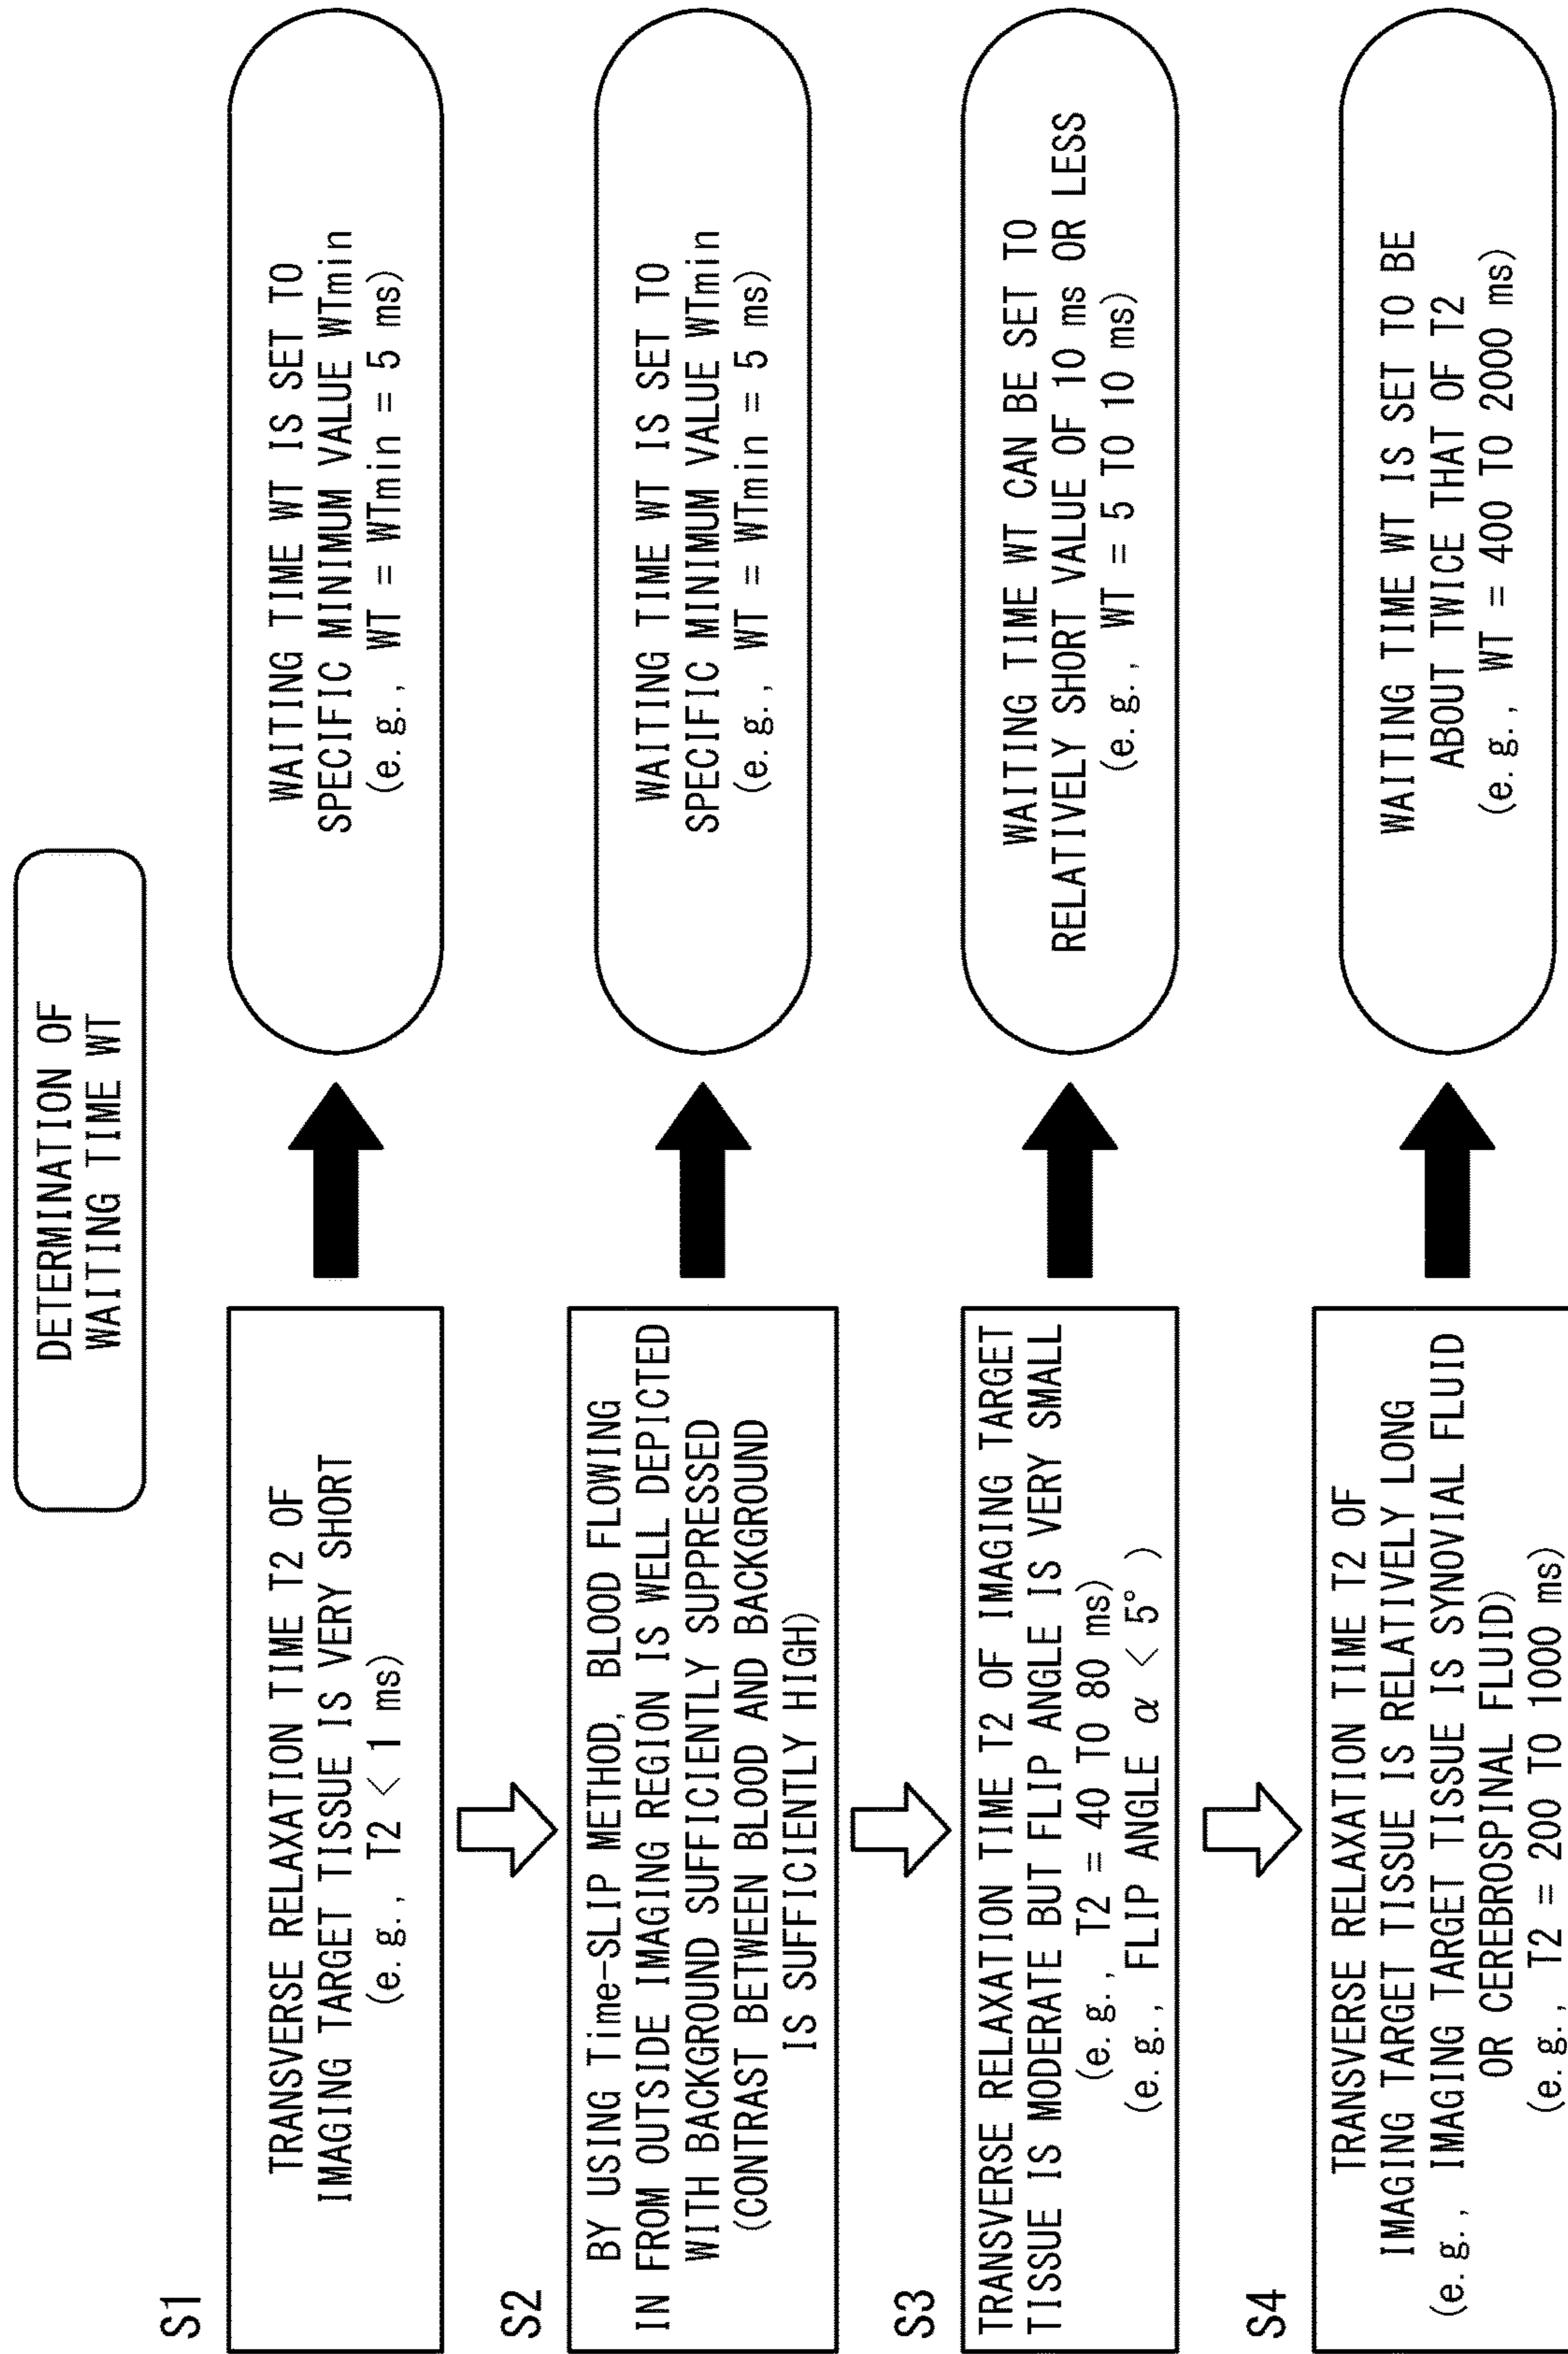 DETERMINATION OF
WAITING TIME WT
S1
TRANSVERSE RELAXATION TIME T2 OF
IMAGING TARGET TISSUE IS VERY SHORT
(e.g., T2 < 1 ms)
WAITING TIME WT IS SET TO
SPECIFIC MINIMUM VALUE WTmin
(e.g., WT = WTmin = 5 ms)
S2
BY USING Time-SLIP METHOD, BLOOD FLOWING
IN FROM OUTSIDE IMAGING REGION IS WELL DEPICTED
WITH BACKGROUND SUFFICIENTLY SUPPRESSED
(CONTRAST BETWEEN BLOOD AND BACKGROUND
IS SUFFICIENTLY HIGH)
WAITING TIME WT IS SET TO
SPECIFIC MINIMUM VALUE WTmin
(e.g., WT = WTmin = 5 ms)
S3
TRANSVERSE RELAXATION TIME T2 OF IMAGING TARGET
TISSUE IS MODERATE BUT FLIP ANGLE IS VERY SMALL
(e.g., T2 = 40 TO 80 ms)
(e.g., FLIP ANGLE α < 5°)
WAITING TIME WT CAN BE SET TO
RELATIVELY SHORT VALUE OF 10 ms OR LESS
(e.g., WT = 5 TO 10 ms)
S4
TRANSVERSE RELAXATION TIME OF
IMAGING TARGET TISSUE IS RELATIVELY LONG
(e.g., IMAGING TARGET TISSUE IS SYNOVIAL FLUID
OR CEREBROSPINAL FLUID)
(e.g., T2 = 200 TO 1000 ms)
WAITING TIME WT IS SET TO BE
ABOUT TWICE THAT OF T2
(e.g., WT = 400 TO 2000 ms)